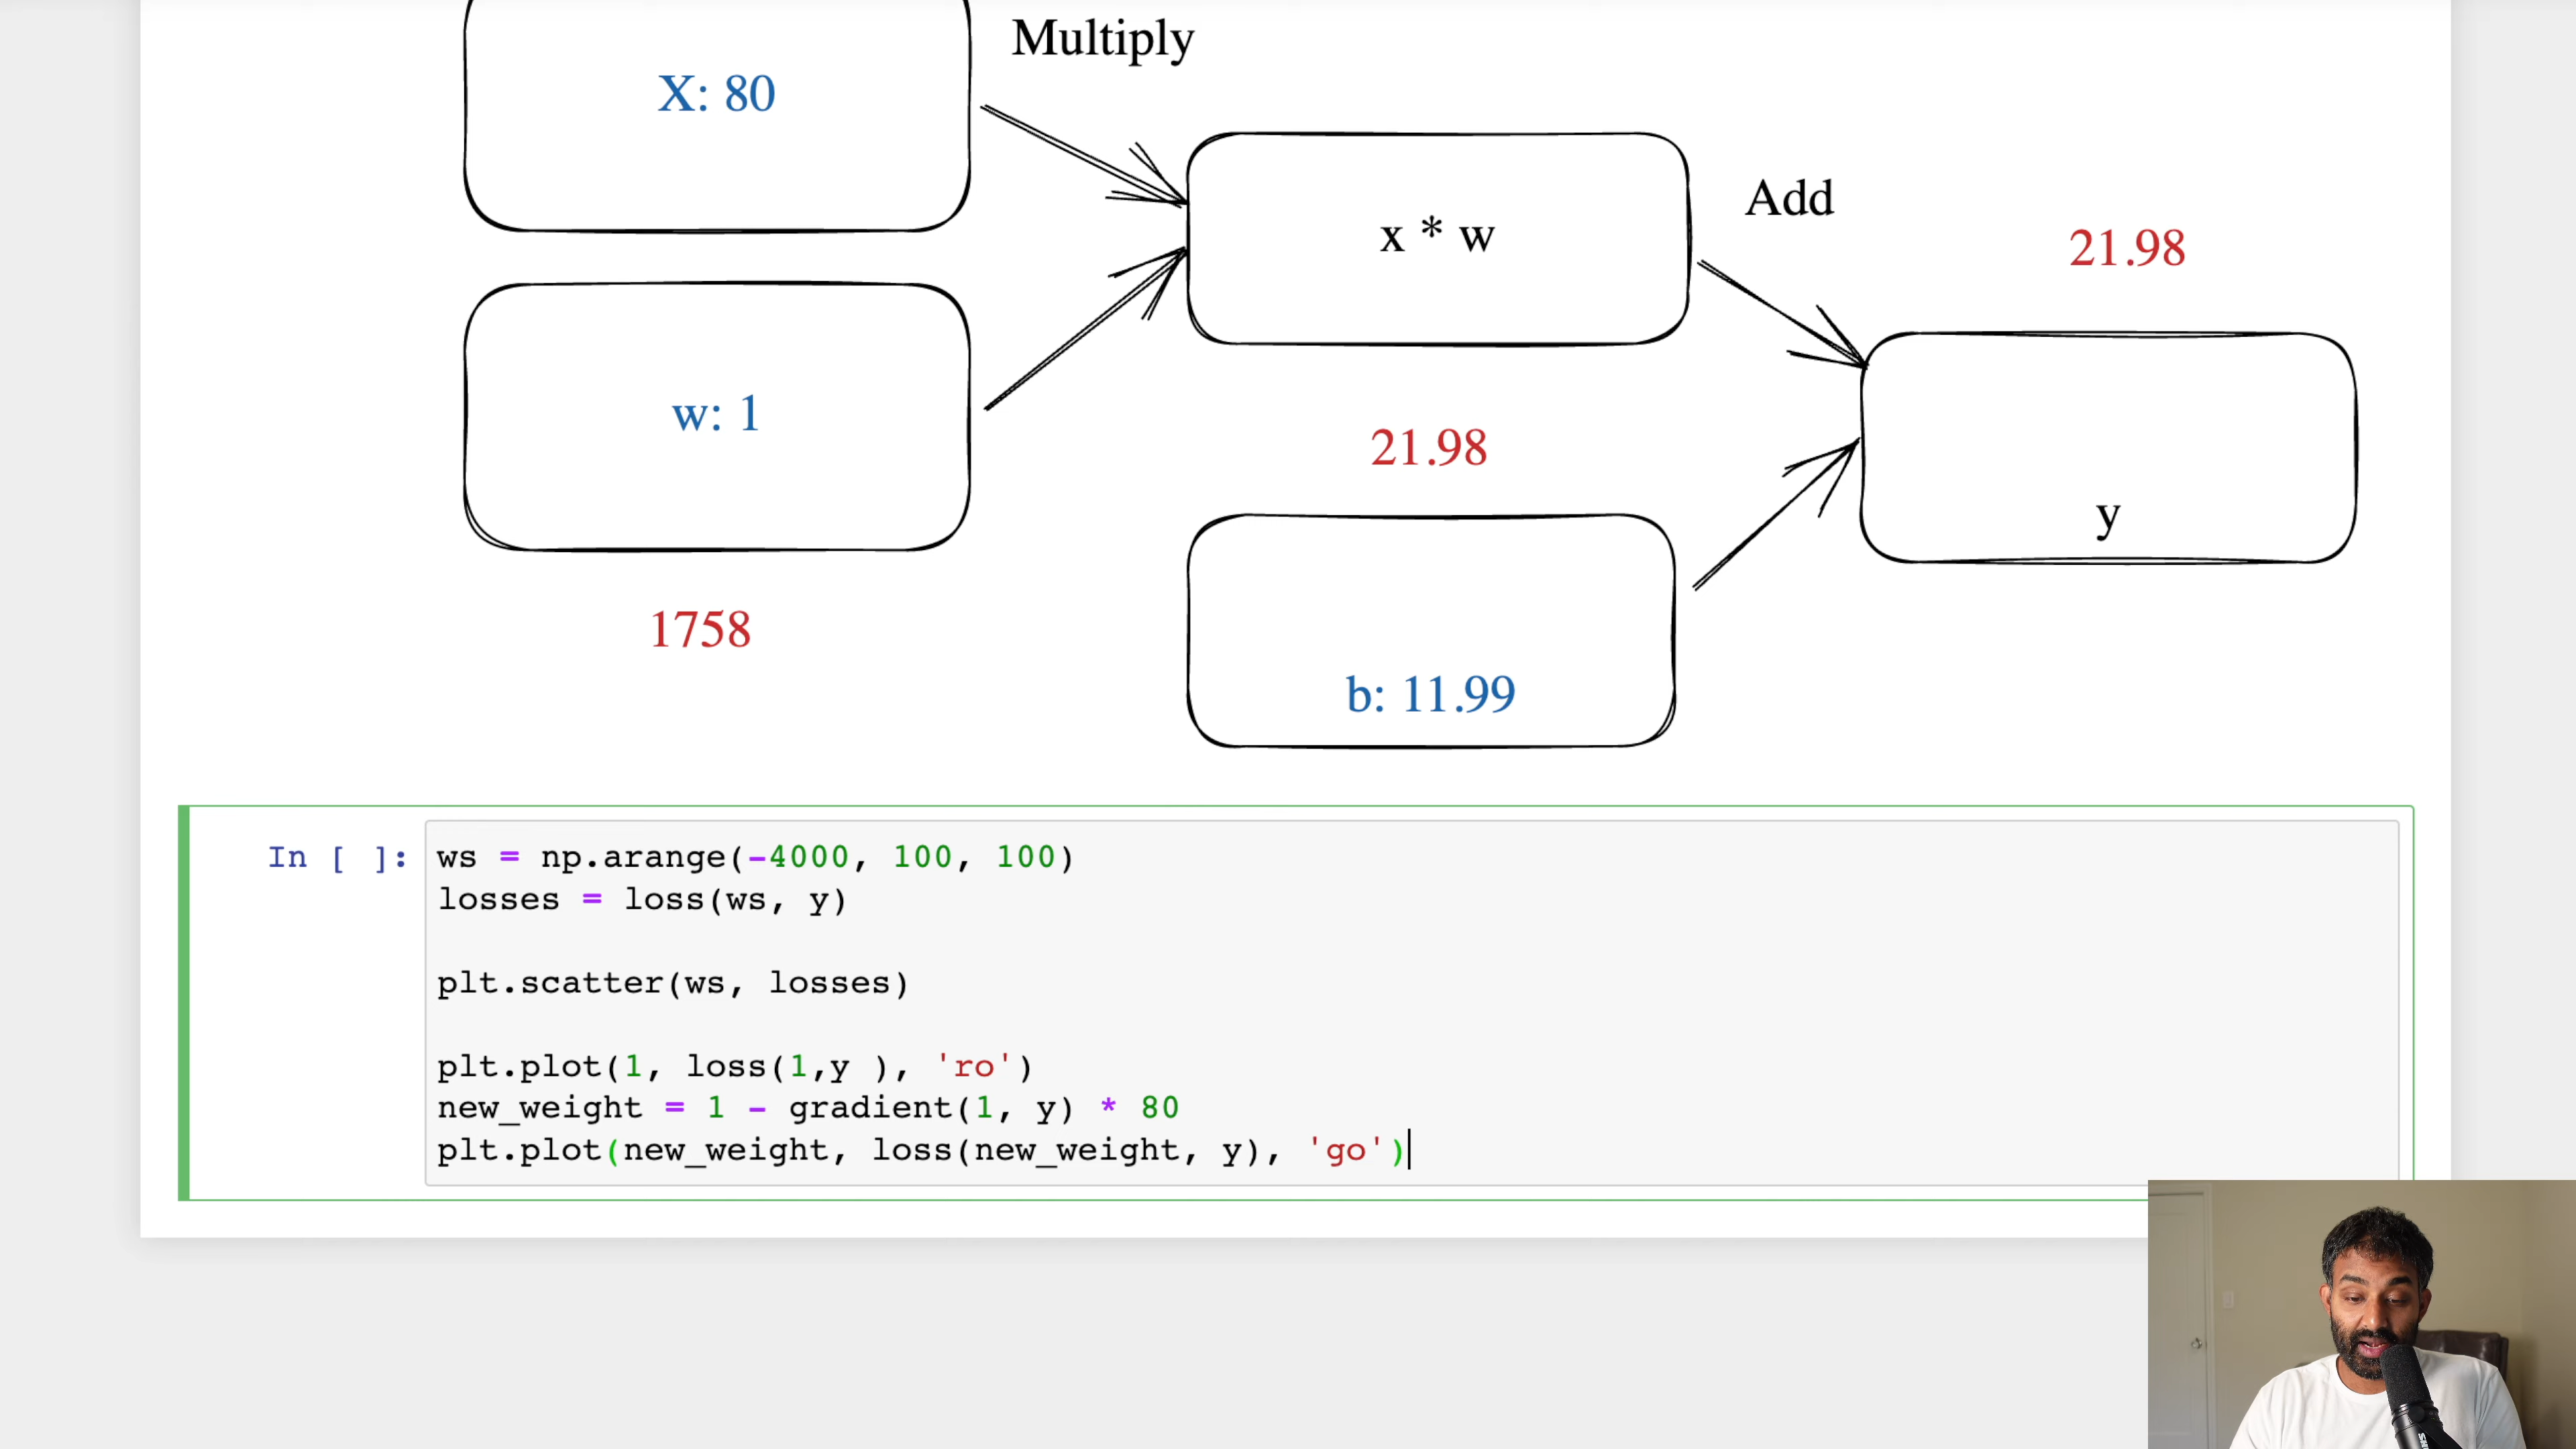 Multiply
X: 80
Add
x * w
21.98
w: 1
21.98
y
1758
b: 11.99
In [ ]:
ws = np.arange(-4000, 100, 100)
losses = loss(ws, y)
plt.scatter(ws, losses)
plt.plot(1, loss(1,y ), 'ro')
new_weight = 1 - gradient(1, y) * 80
plt.plot(new_weight, loss(new_weight, y), 'go')